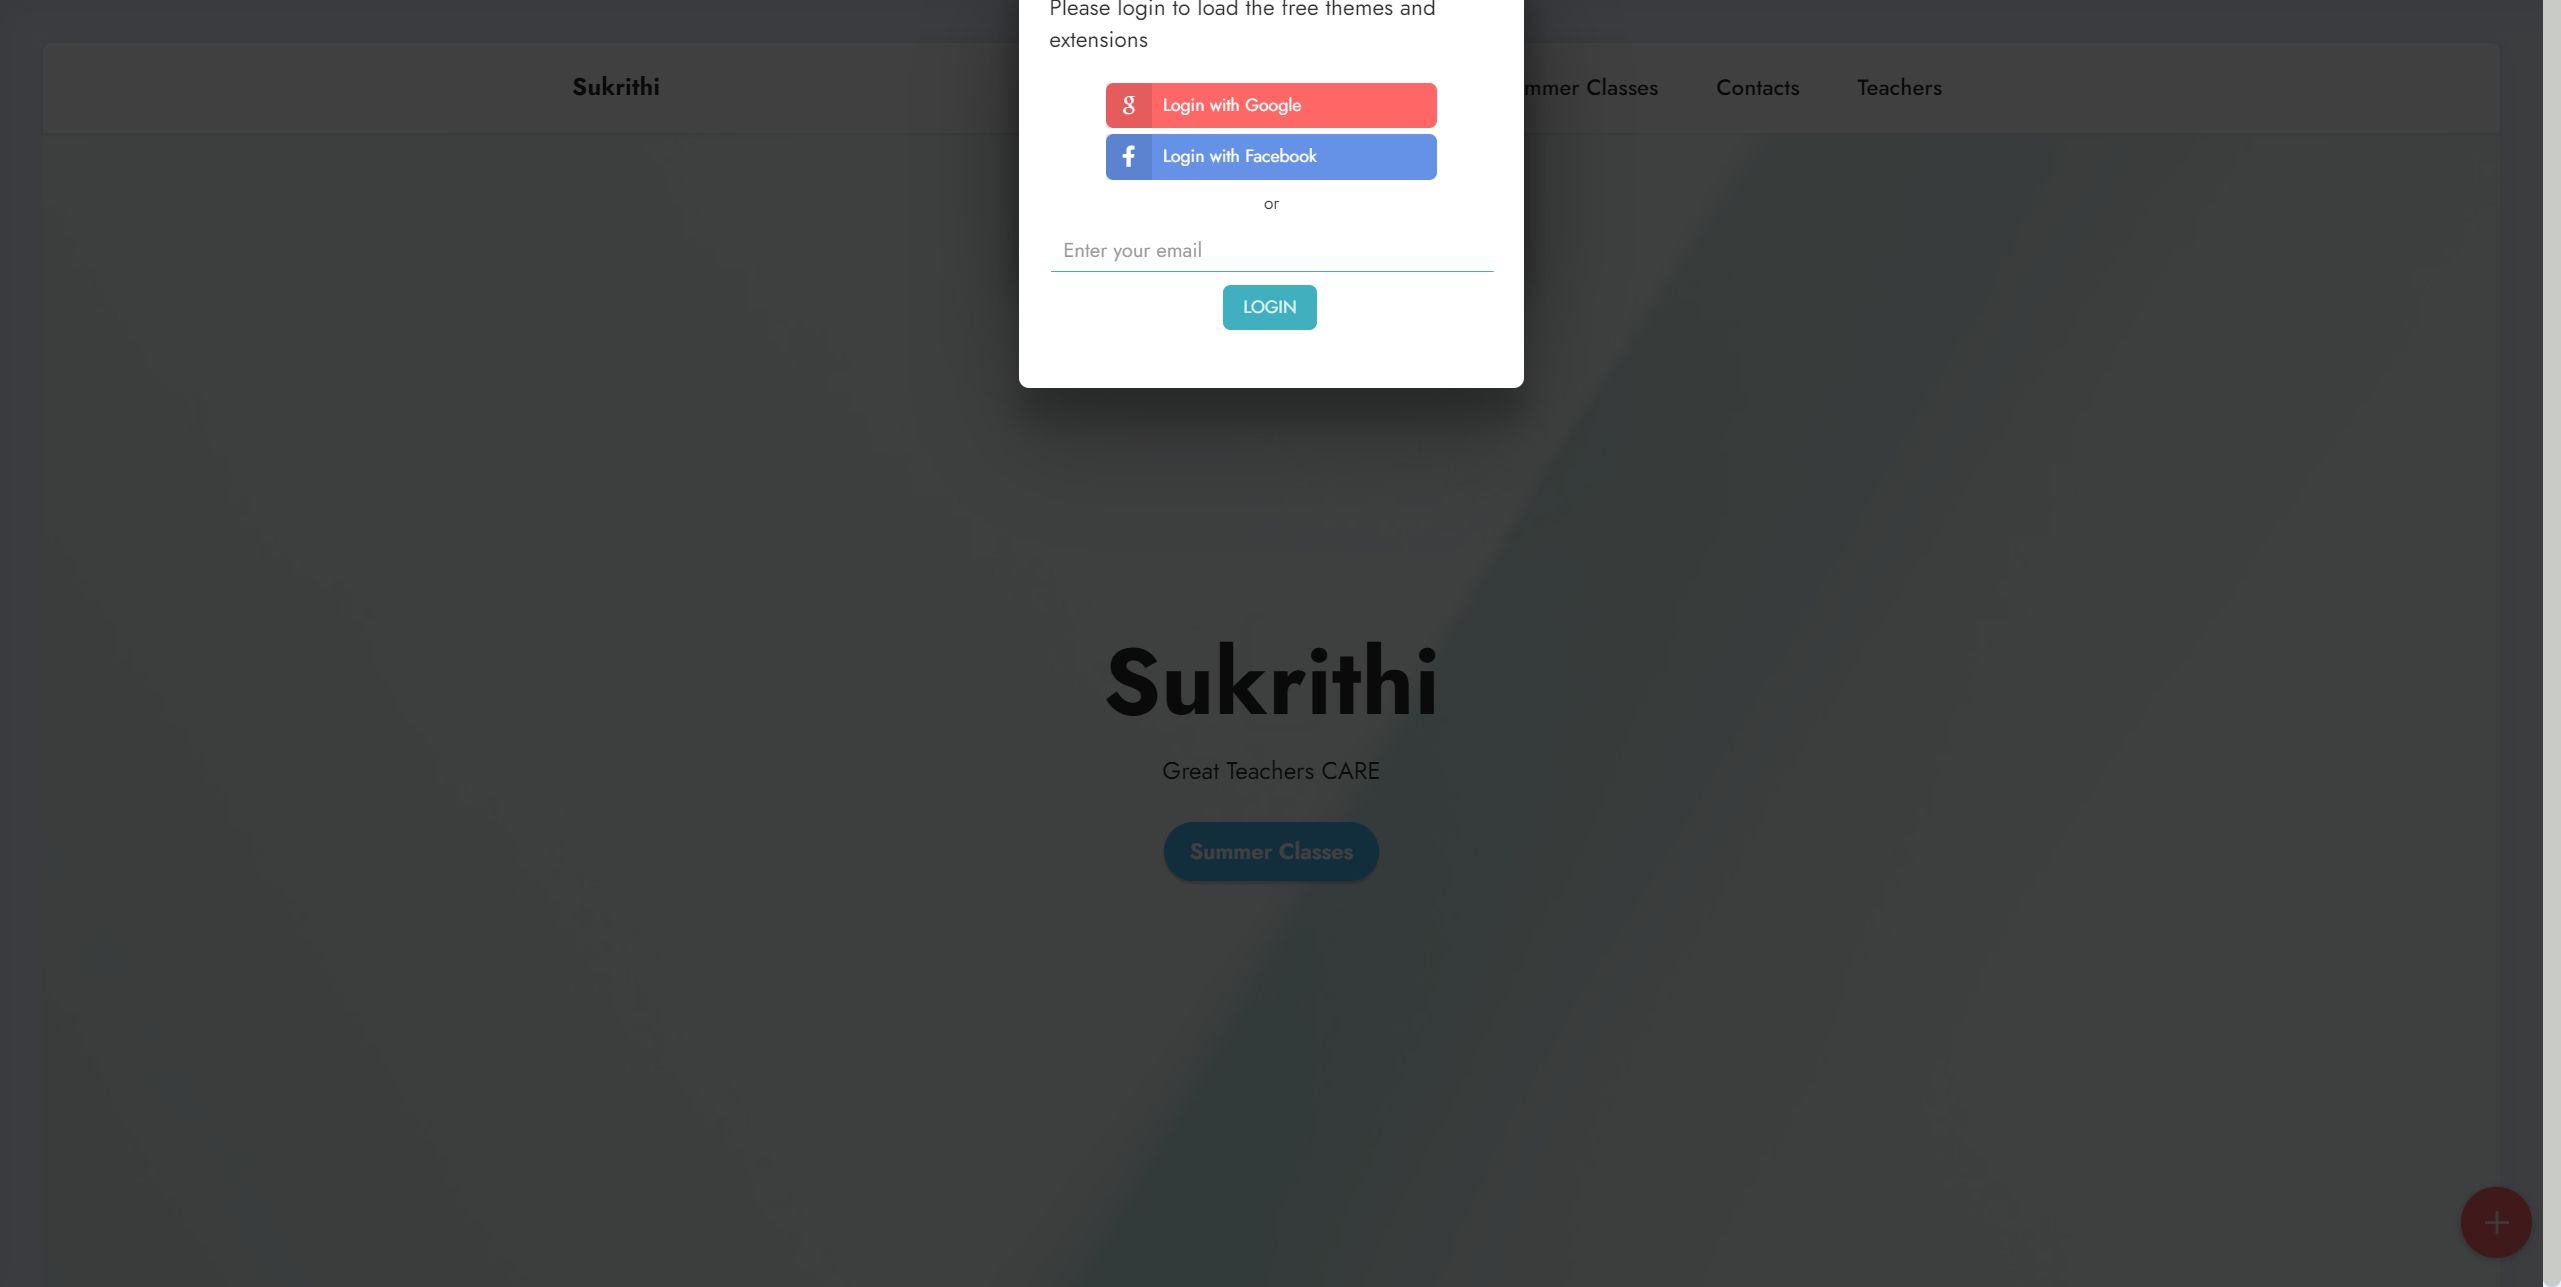 Please login to load the free themes and
extensions
Sukrithi
mmer Classes
Contacts
Teachers
g Login with Google
f Login with Facebook
or
Enter your email
LOGIN
Sukrithi
Great Teachers CARE
Summer Classes